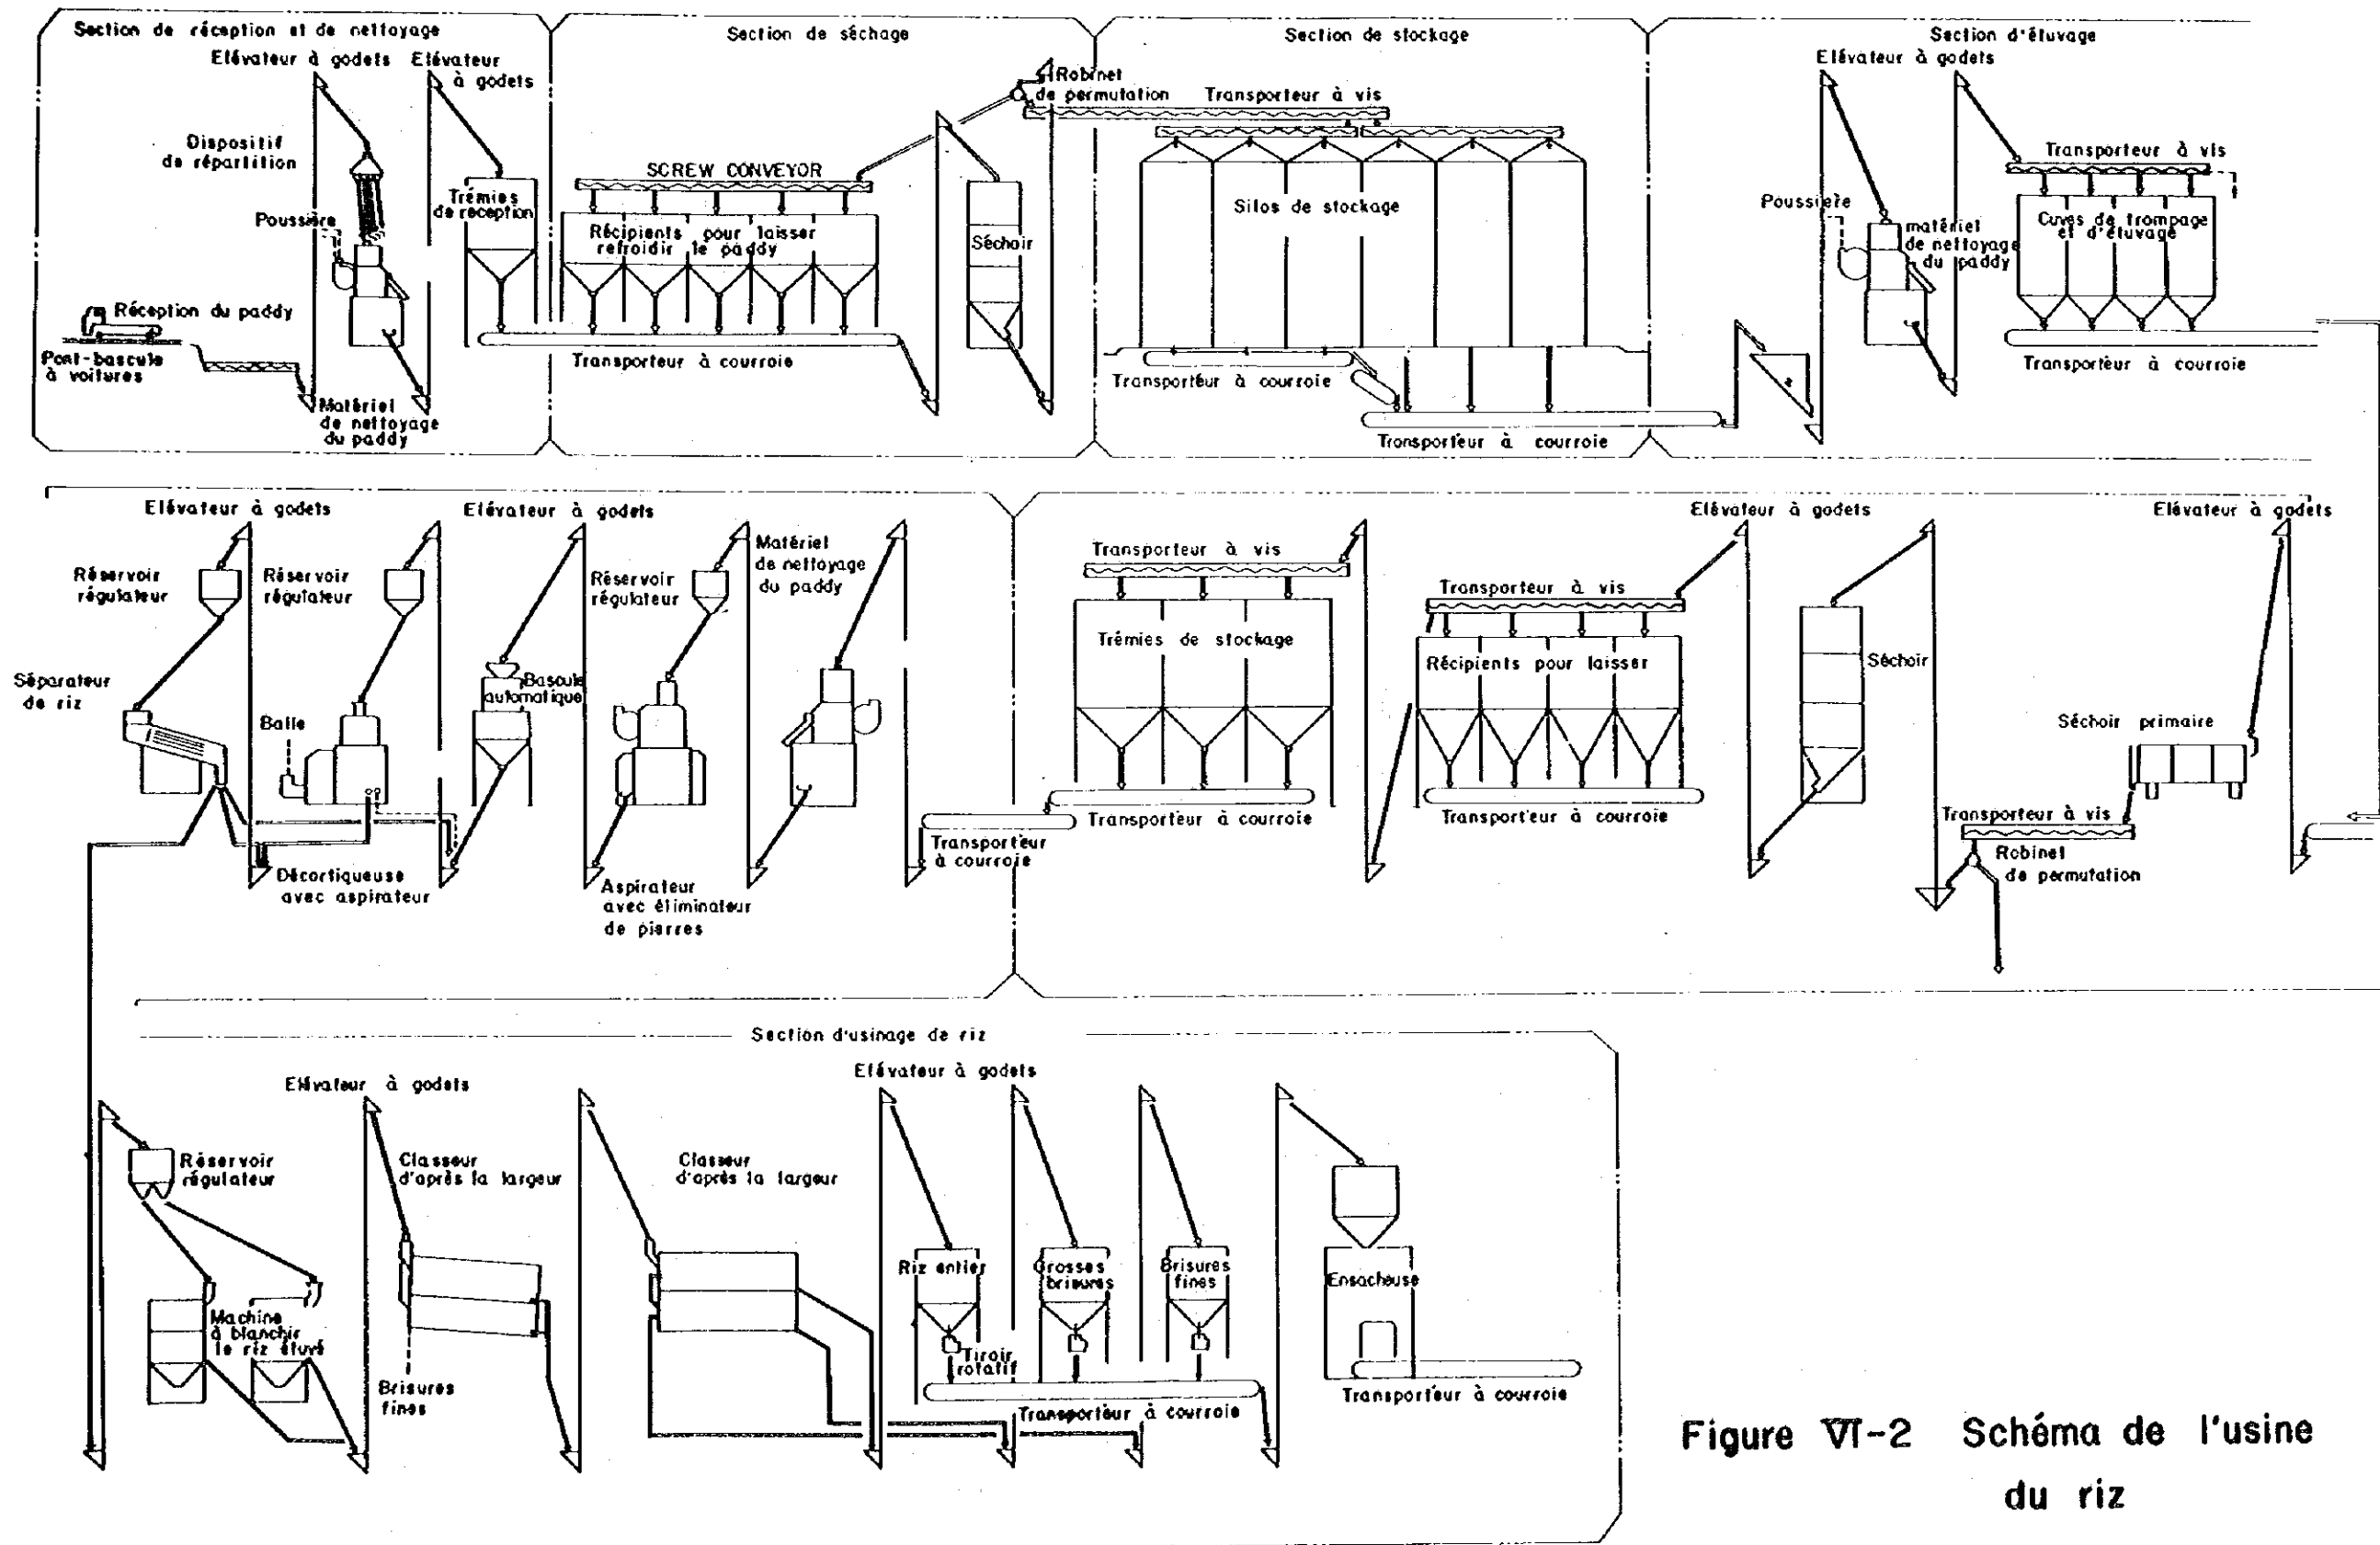 Section de réception et de nettoyage
Elévateur à godets
Elévateur
à godets
Dispositif
de répartition
Poussière
Trémies
de réception
Réception du paddy
Pont-bascule
à voitures
Matériel
de nettoyage
du paddy
Section de séchage
Robinet
de permutation
SCREW CONVEYOR
Récipients pour laisser
refroidir le paddy
Séchoir
Transporteur à courroie
Section de stockage
Transporteur à vis
Silos de stockage
Transporteur à courroie
Transporteur à courroie
Section d'étuvage
Elévateur à godets
Transporteur à vis
Poussière
matériel
de nettoyage
du paddy
Cuves de trompage
et d'étuvage
Transporteur à courroie
Elévateur à godets
Elévateur à godets
Réservoir
régulateur
Réservoir
régulateur
Réservoir
régulateur
Matériel
de nettoyage
du paddy
Séparateur
de riz
Balle
Bascule
automatique
Décortiqueuse
avec aspirateur
Aspirateur
avec éliminateur
de pierres
Transporteur
à courroie
Transporteur à vis
Trémies de stockage
Transporteur à courroie
Elévateur à godets
Transporteur à vis
Récipients pour laisser
Transporteur à courroie
Séchoir
Elévateur à godets
Séchoir primaire
Transporteur à vis
Robinet
de permutation
Section d'usinage de riz
Elévateur à godets
Elévateur à godets
Réservoir
régulateur
Classeur
d'après la largeur
Classeur
d'après la largeur
Machine
à blanchir
le riz étuvé
Brisures
fines
Riz entier
Grosses
brisures
Brisures
fines
Tiroir
rotatif
Transporteur à courroie
Ensacheuse
Transporteur à courroie
Figure VI-2 Schéma de l'usine
du riz